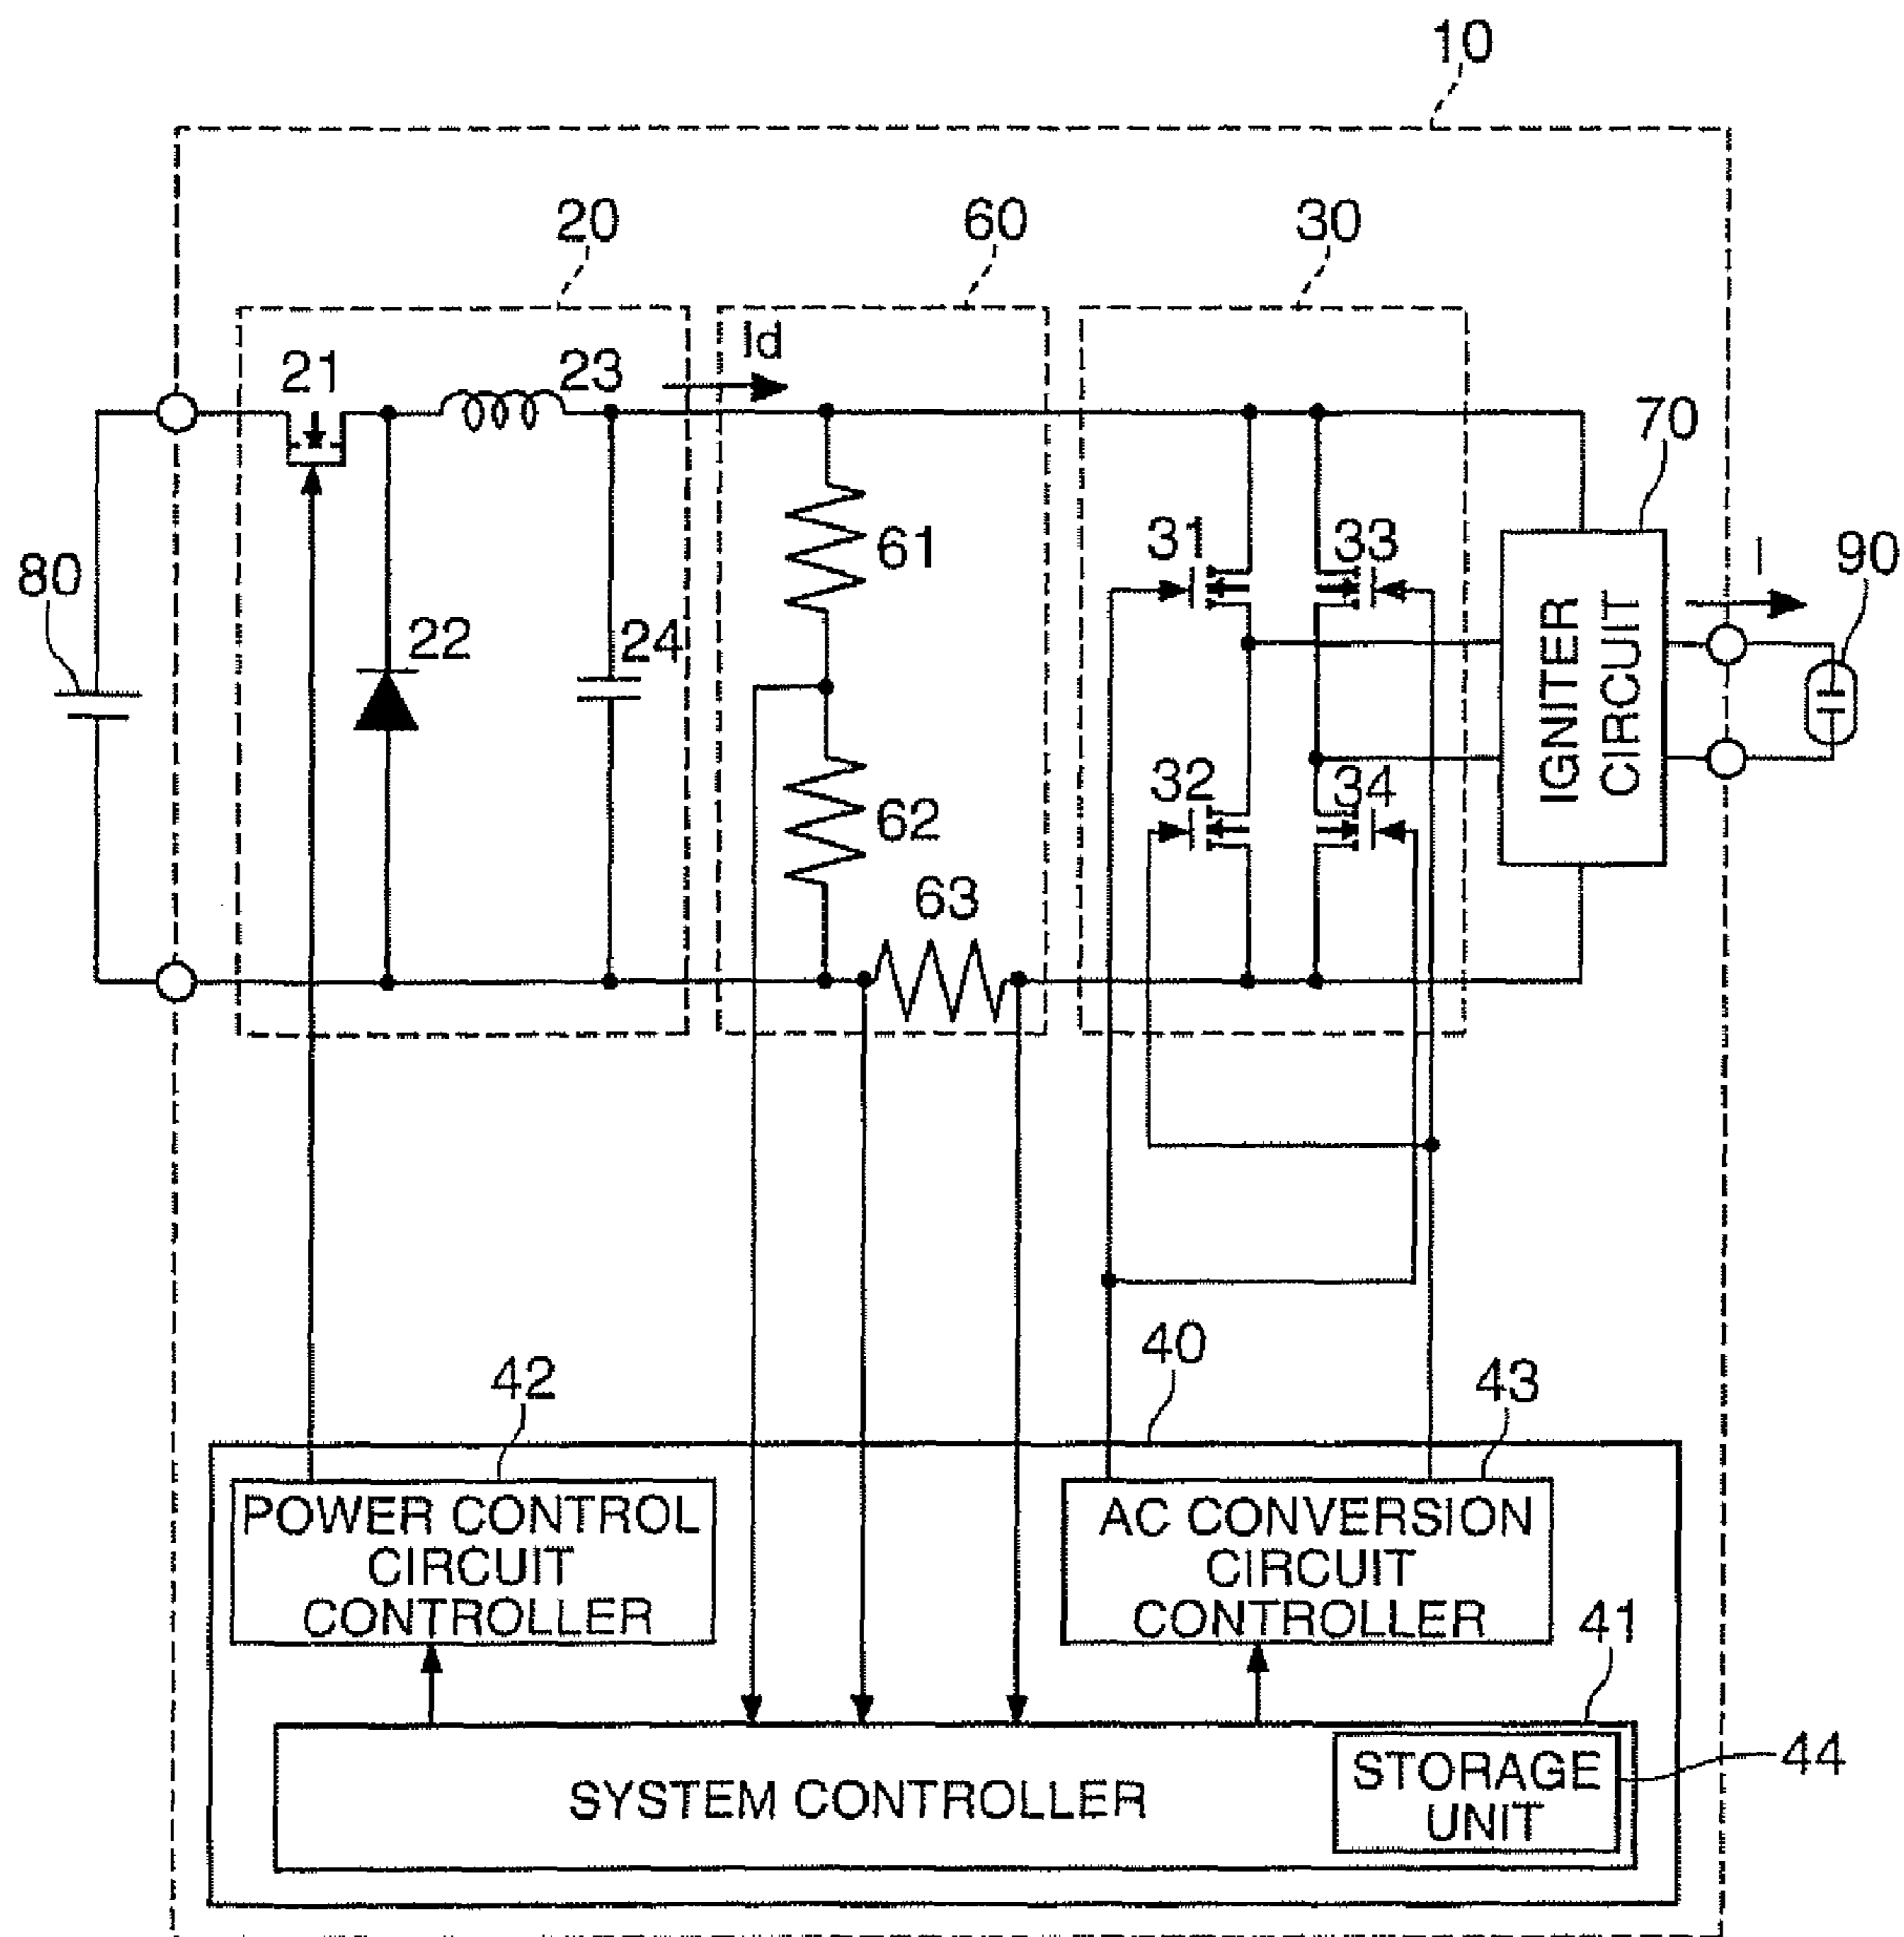 10
20
60
30
Id
21
23
70
80
22
24
61
31
33
I
90
IGNITER
CIRCUIT
62
32
34
63
42
40
43
POWER CONTROL
CIRCUIT
CONTROLLER
AC CONVERSION
CIRCUIT
CONTROLLER
41
SYSTEM CONTROLLER
STORAGE
UNIT
44